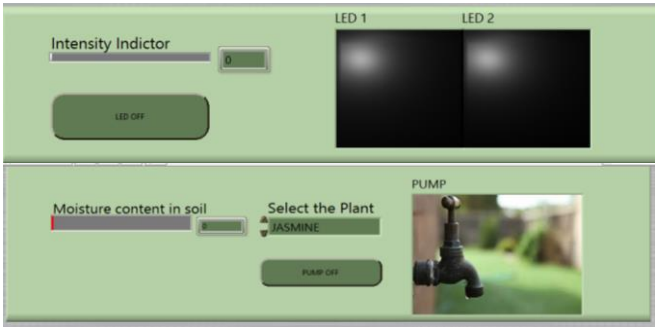 LED 1
LED 2
Intensity Indictor
0
LED OFF
PUMP
Moisture content in soil
0
Select the Plant
JASMINE
PUMP OFF